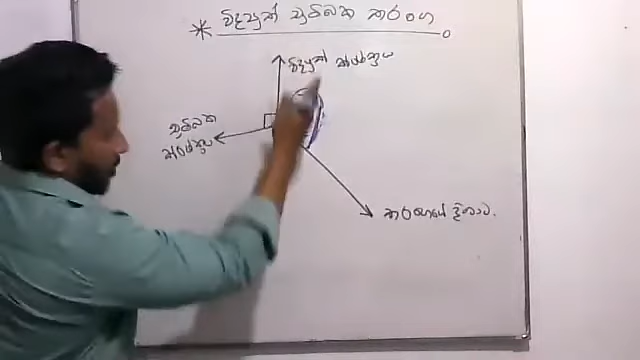 * විද්‍යුත් චුම්බක තරංග
විද්‍යුත් ක්ෂේත්‍රය
චුම්බක
ක්ෂේත්‍රය
තරංගයේ දිශාව.